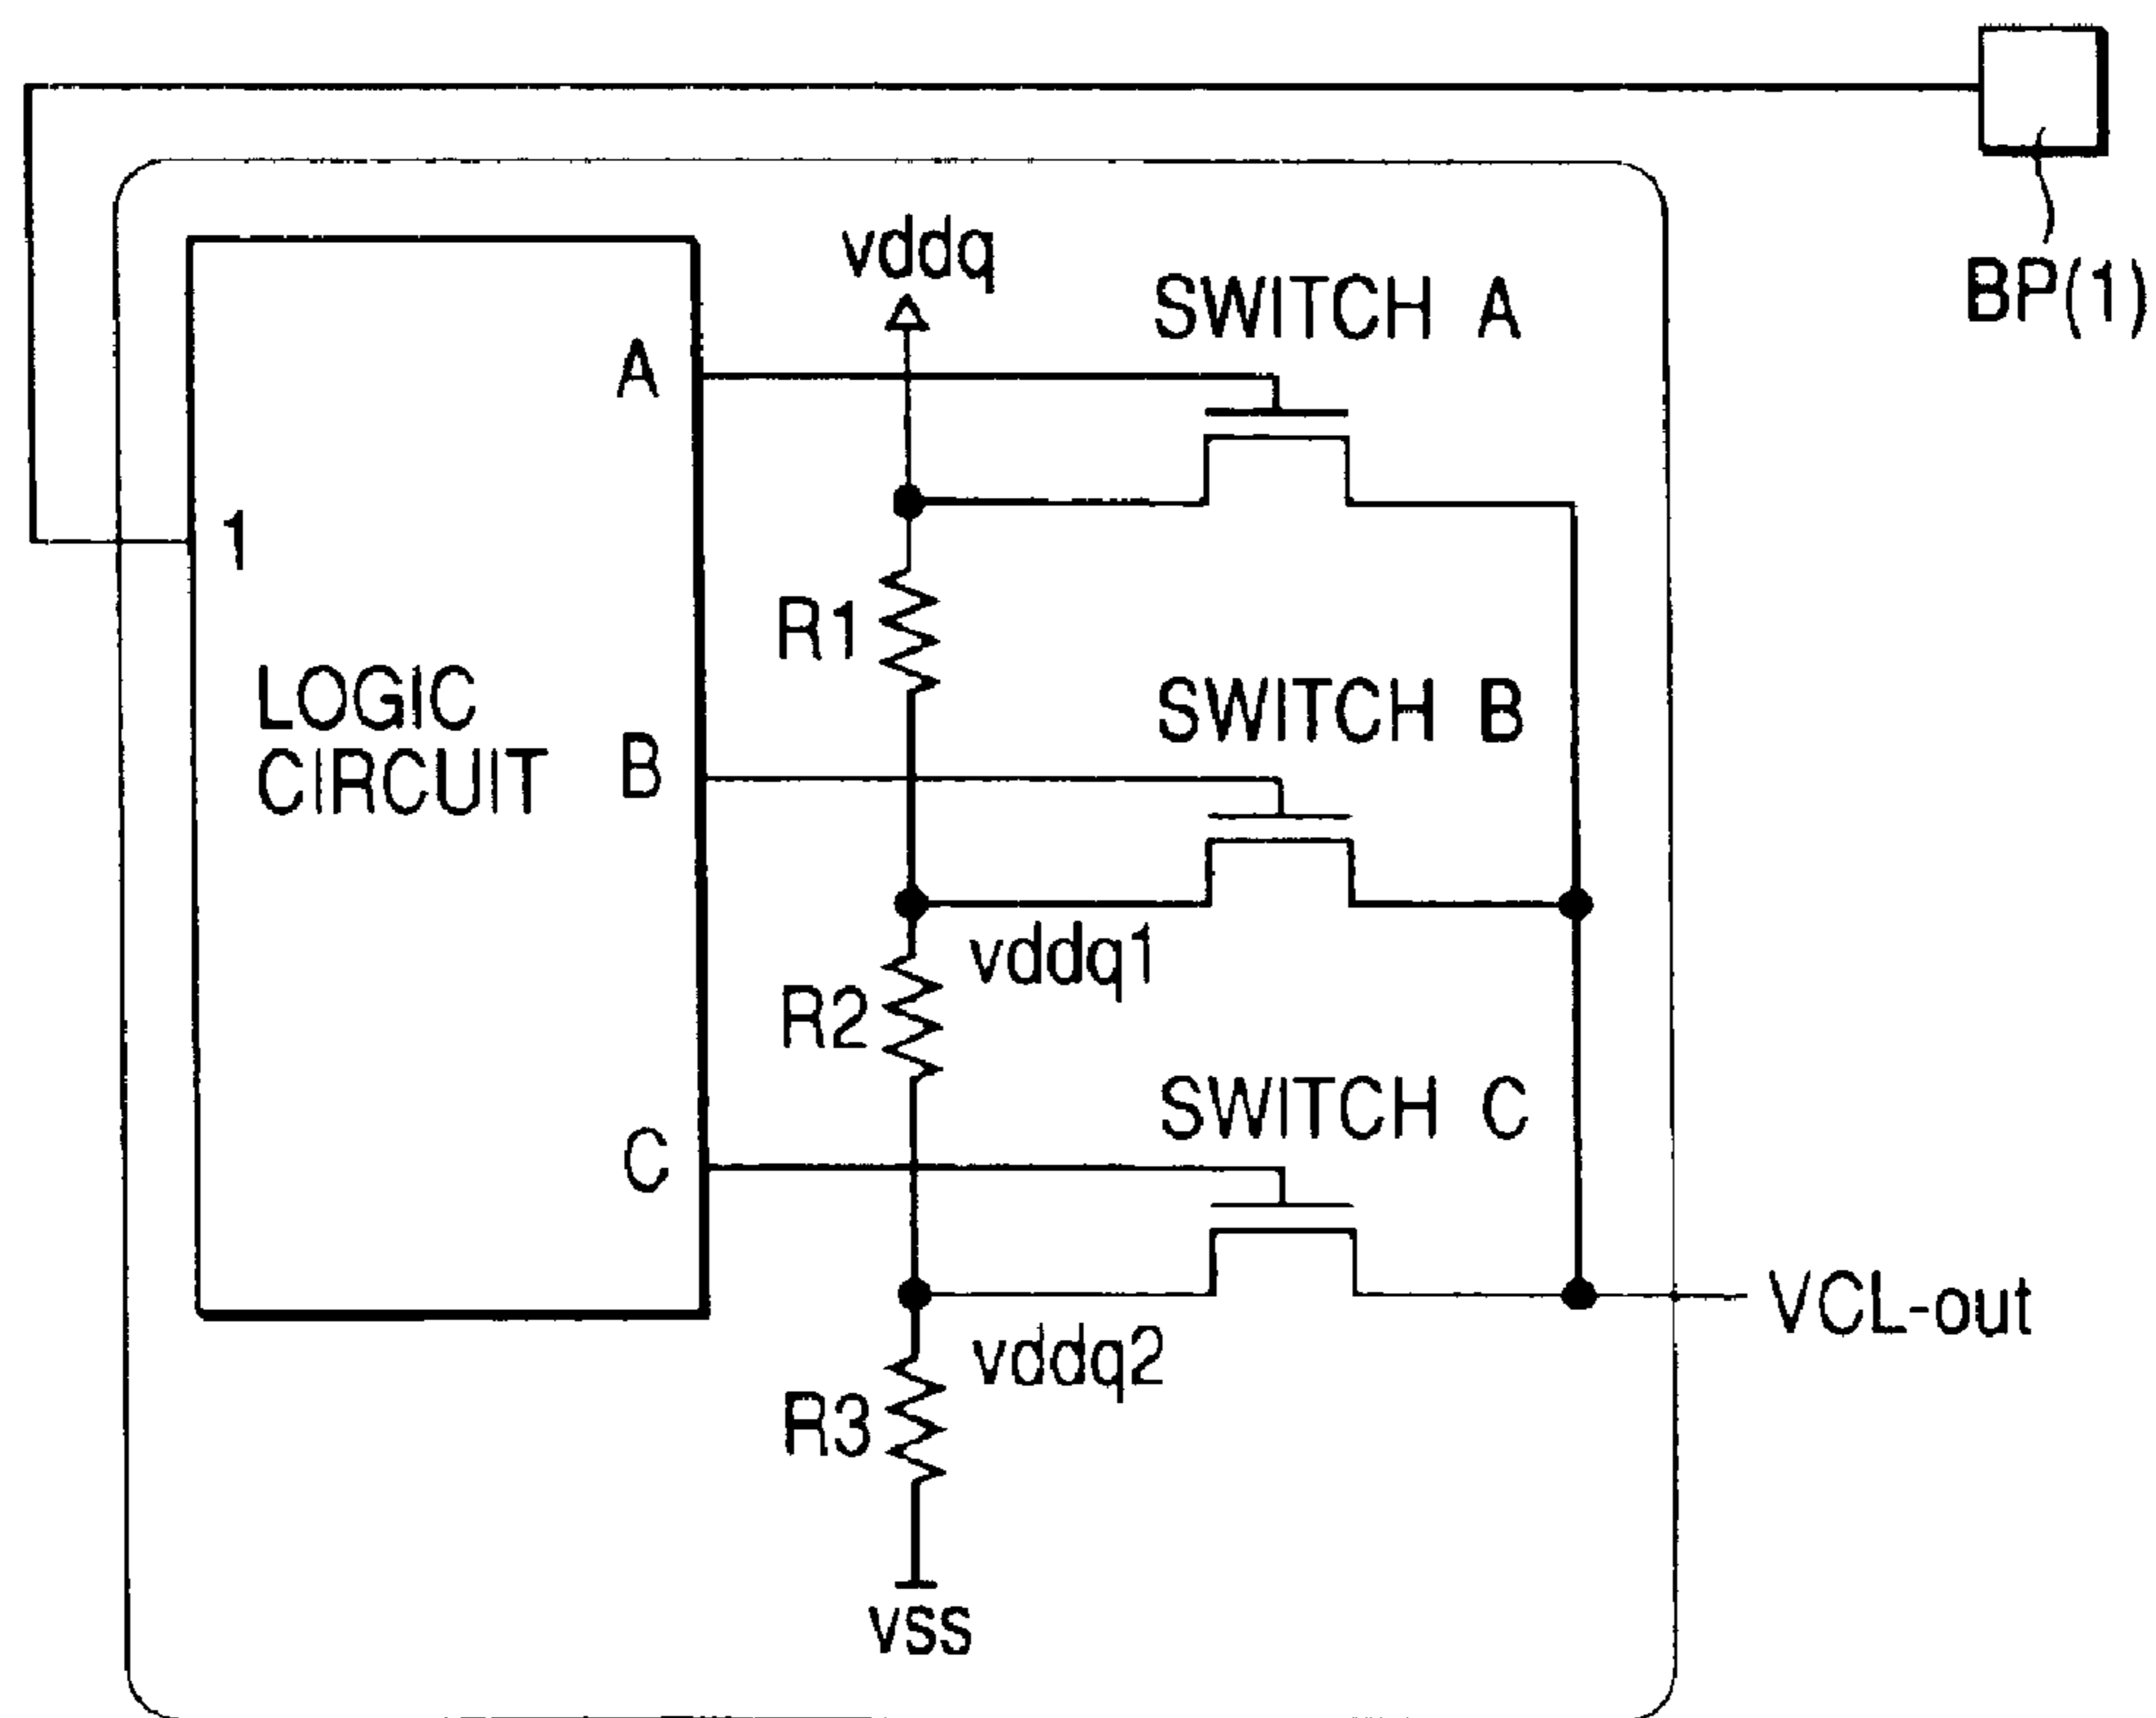 BP(1)
vddq
SWITCH A
A
1
R1
LOGIC
CIRCUIT
SWITCH B
B
vddq1
R2
SWITCH C
C
VCL-out
vddq2
R3
vss